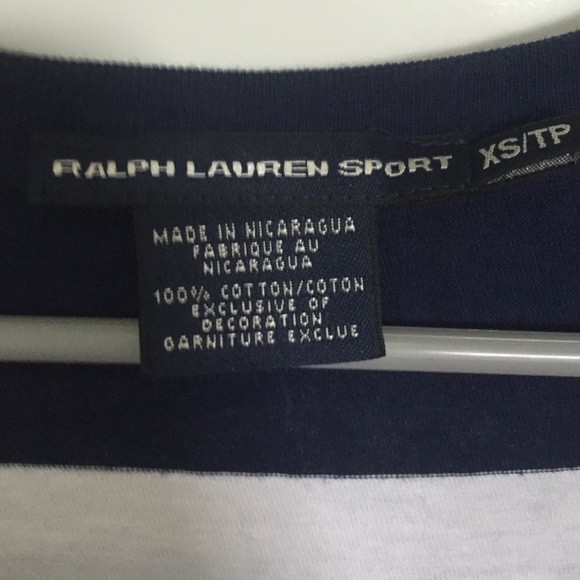 RALPH LAUREN SPORT
XS/TP
MADE IN NICARAGUA
FABRIQUE AU
NICARAGUA
100% COTTON/COTON
EXCLUSIVE OF
DECORATION
GARNITURE EXCLUE